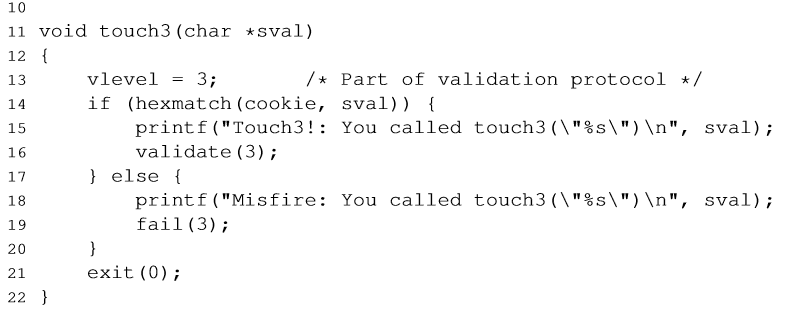 10
11 void touch3(char *sval)
12 {
13     vlevel = 3;       /* Part of validation protocol */
14     if (hexmatch(cookie, sval)) {
15         printf("Touch3!: You called touch3(\"%s\")\n", sval);
16         validate(3);
17     } else {
18         printf("Misfire: You called touch3(\"%s\")\n", sval);
19         fail(3);
20     }
21     exit(0);
22 }